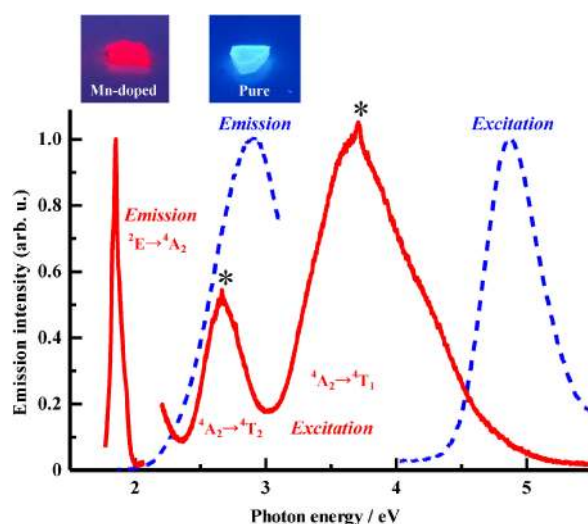 Mn-doped
Pure
Emission
Excitation
*
*
Emission
²E→⁴A₂
⁴A₂→⁴T₁
⁴A₂→⁴T₂
Excitation
Emission intensity (arb. u.)
1.0
0.8
0.6
0.4
0.2
0
2
3
4
5
Photon energy / eV